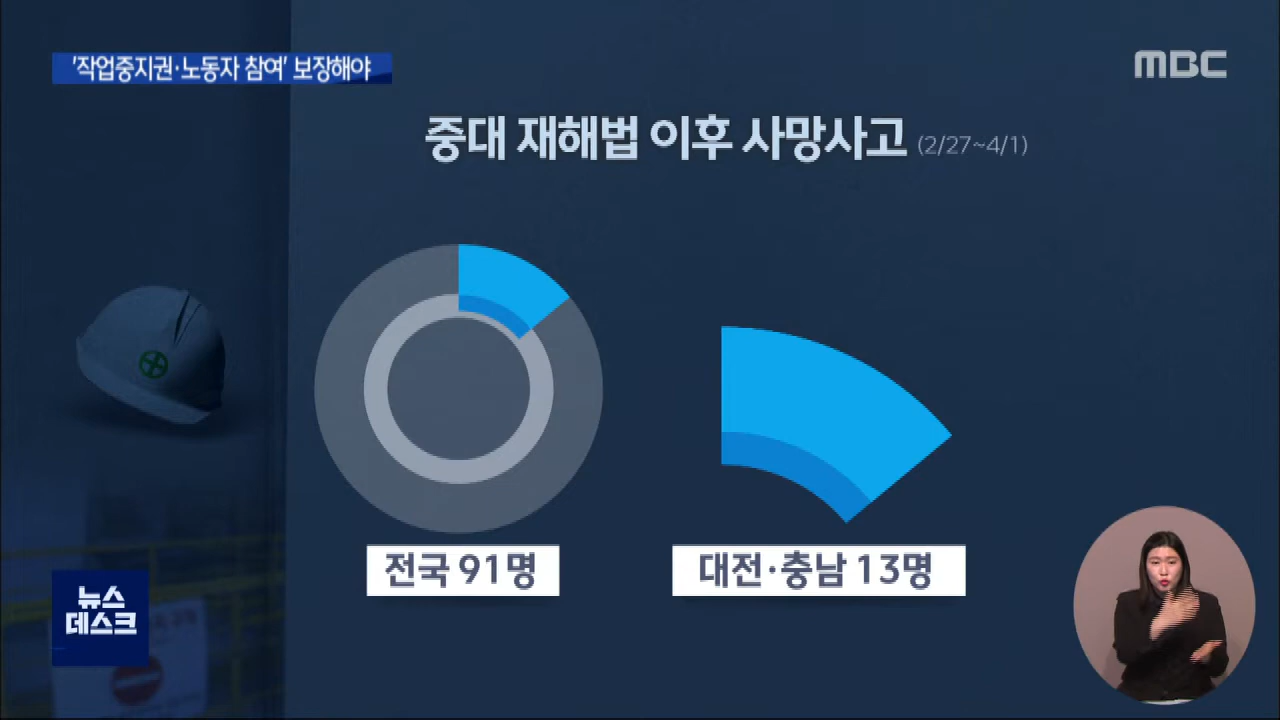 '작업중지권·노동자 참여' 보장해야
MBC
중대 재해법 이후 사망사고 (2/27~4/1)
전국 91명
대전·충남 13명
뉴스
데스크